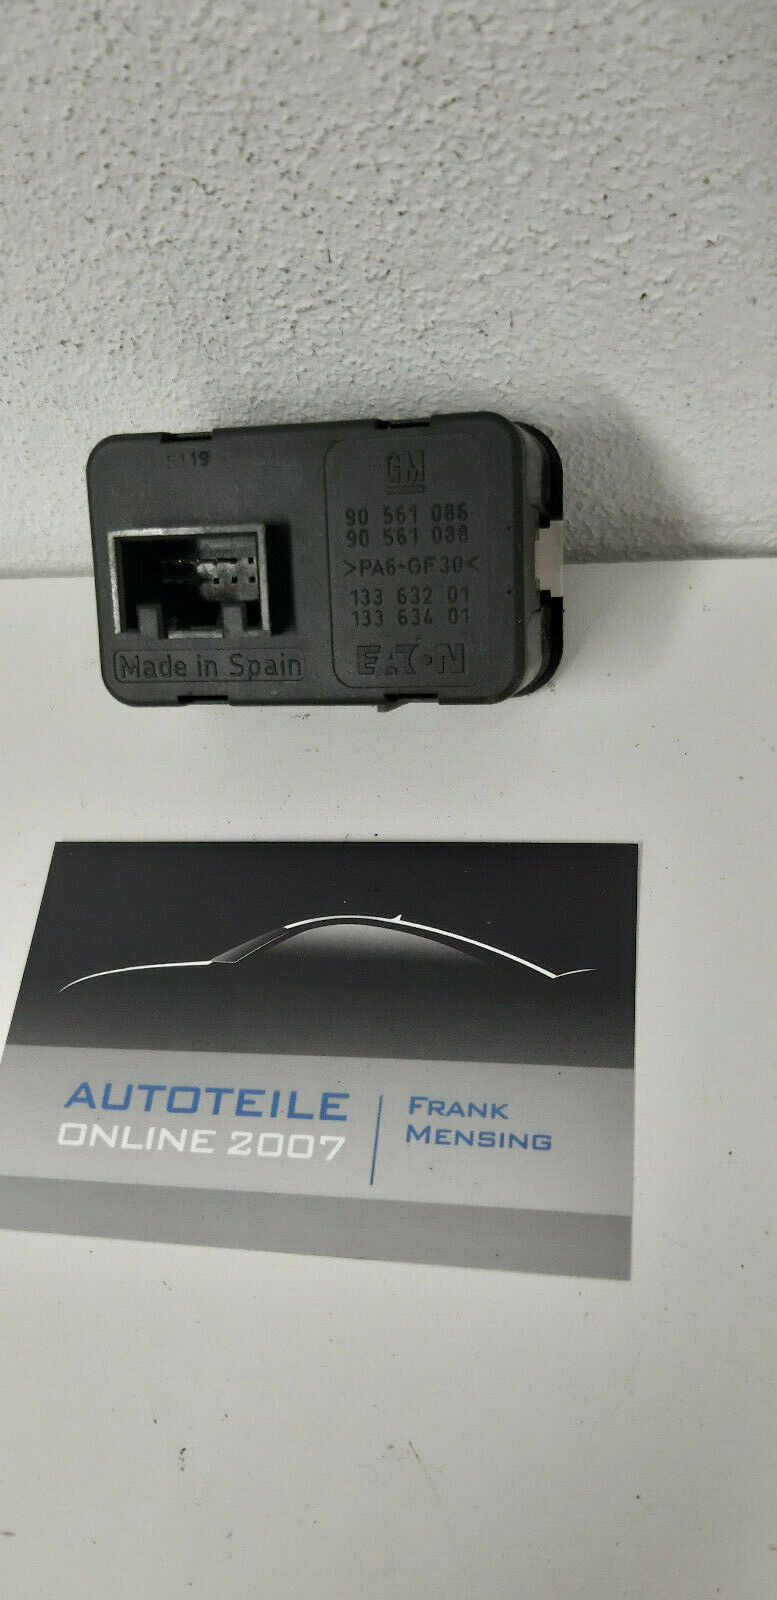 119
GM
90 561 086
90 561 088
>PA6-GF30<
133 632 01
133 634 01
EATON
Made in Spain
AUTOTEILE
ONLINE 2007
FRANK
MENSING